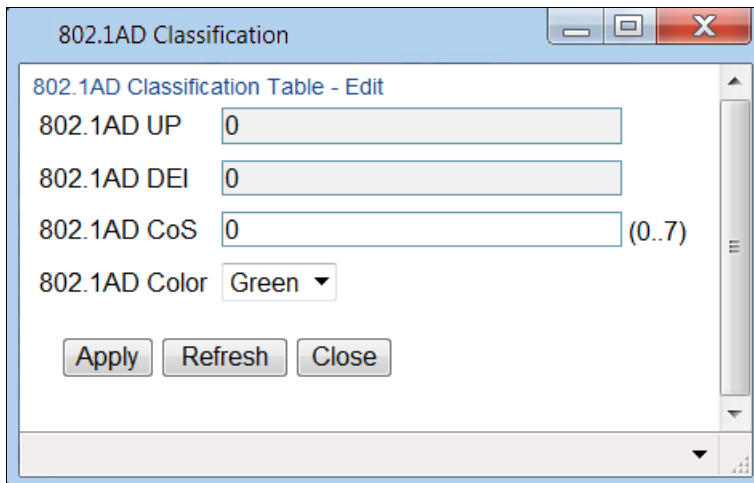 802.1AD Classification
802.1AD Classification Table - Edit
802.1AD UP 0
802.1AD DEI 0
802.1AD CoS 0 (0..7)
802.1AD Color Green
Apply Refresh Close